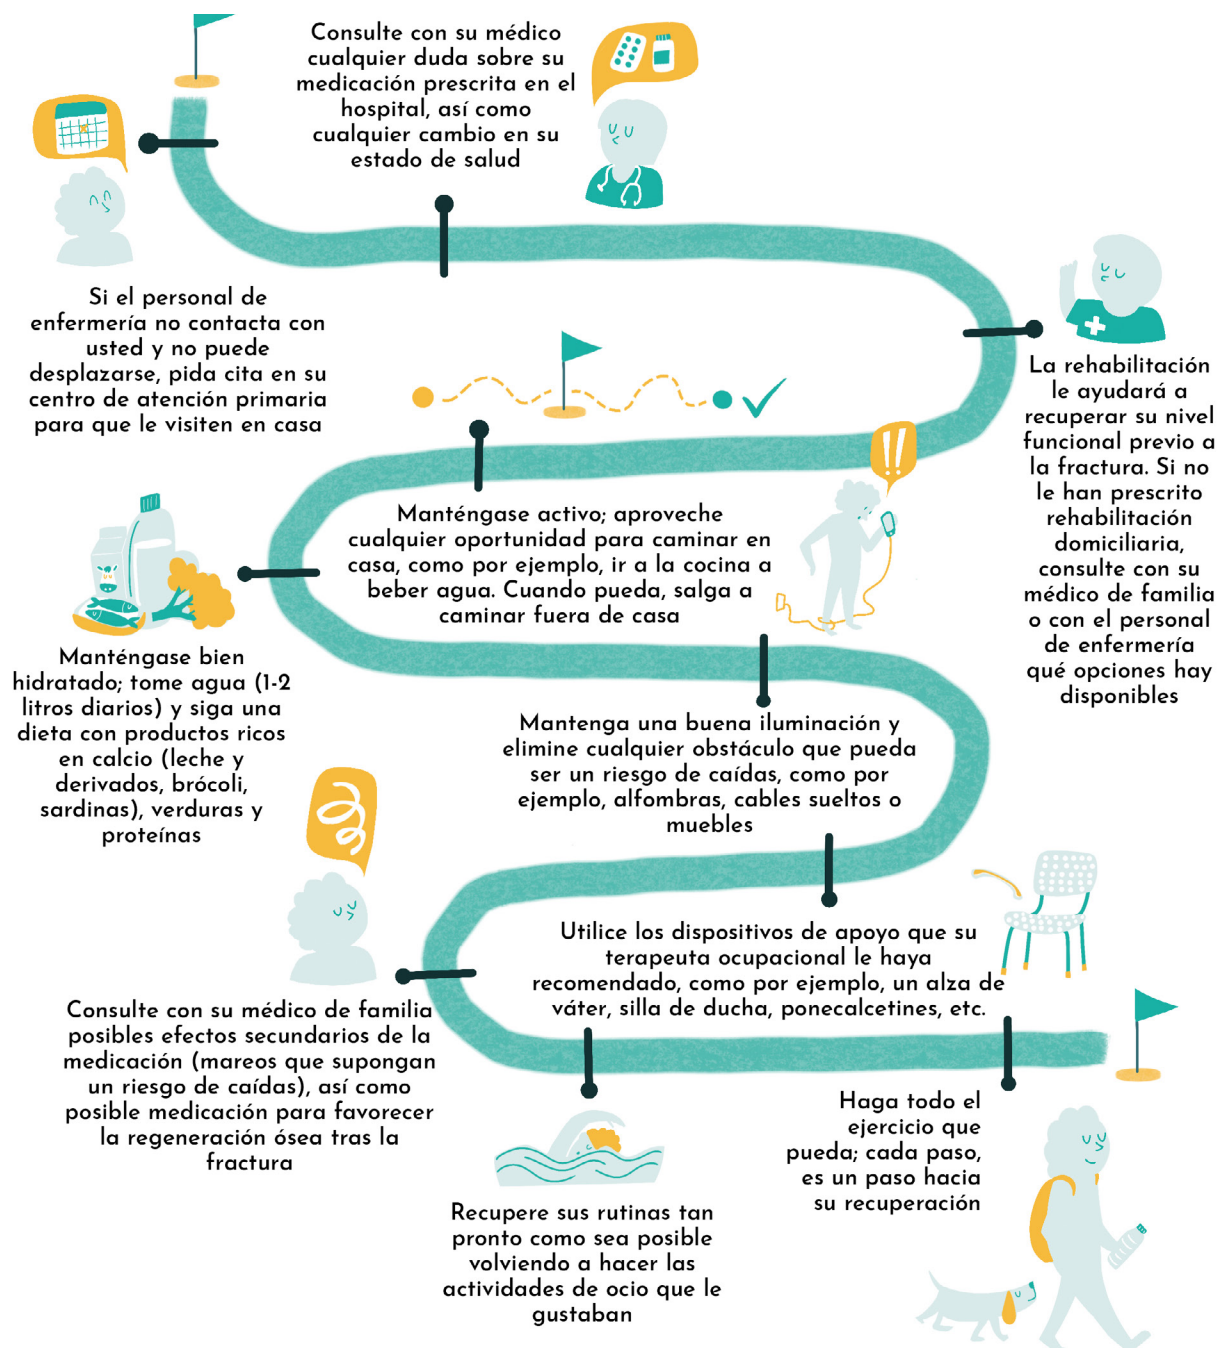 Consulte con su médico
cualquier duda sobre su
medicación prescrita en el
hospital, así como
cualquier cambio en su
estado de salud
Si el personal de
enfermería no contacta con
usted y no puede
desplazarse, pida cita en su
centro de atención primaria
para que le visiten en casa
La rehabilitación
le ayudará a
recuperar su nivel
funcional previo a
la fractura. Si no
le han prescrito
rehabilitación
domiciliaria,
consulte con su
médico de familia
o con el personal
de enfermería
qué opciones hay
disponibles
Manténgase activo; aproveche
cualquier oportunidad para caminar en
casa, como por ejemplo, ir a la cocina a
beber agua. Cuando pueda, salga a
caminar fuera de casa
Manténgase bien
hidratado; tome agua (1-2
litros diarios) y siga una
dieta con productos ricos
en calcio (leche y
derivados, brócoli,
sardinas), verduras y
proteínas
!!
Mantenga una buena iluminación y
elimine cualquier obstáculo que pueda
ser un riesgo de caídas, como por
ejemplo, alfombras, cables sueltos o
muebles
Utilice los dispositivos de apoyo que su
terapeuta ocupacional le haya
recomendado, como por ejemplo, un alza de
váter, silla de ducha, ponecalcetines, etc.
Consulte con su médico de familia
posibles efectos secundarios de la
medicación (mareos que supongan
un riesgo de caídas), así como
posible medicación para favorecer
la regeneración ósea tras la
fractura
Recupere sus rutinas tan
pronto como sea posible
volviendo a hacer las
actividades de ocio que le
gustaban
Haga todo el
ejercicio que
pueda; cada paso,
es un paso hacia
su recuperación